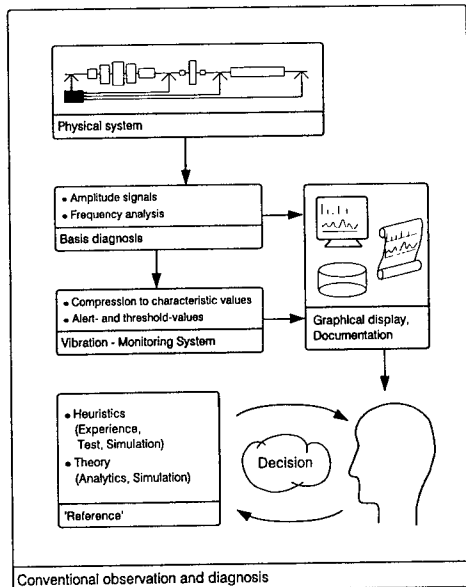 Physical system
• Amplitude signals
• Frequency analysis
Basis diagnosis
• Compression to characteristic values
• Alert- and threshold-values
Vibration - Monitoring System
Graphical display,
Documentation
• Heuristics
(Experience,
Test, Simulation)
• Theory
(Analytics, Simulation)
'Reference'
Decision
Conventional observation and diagnosis